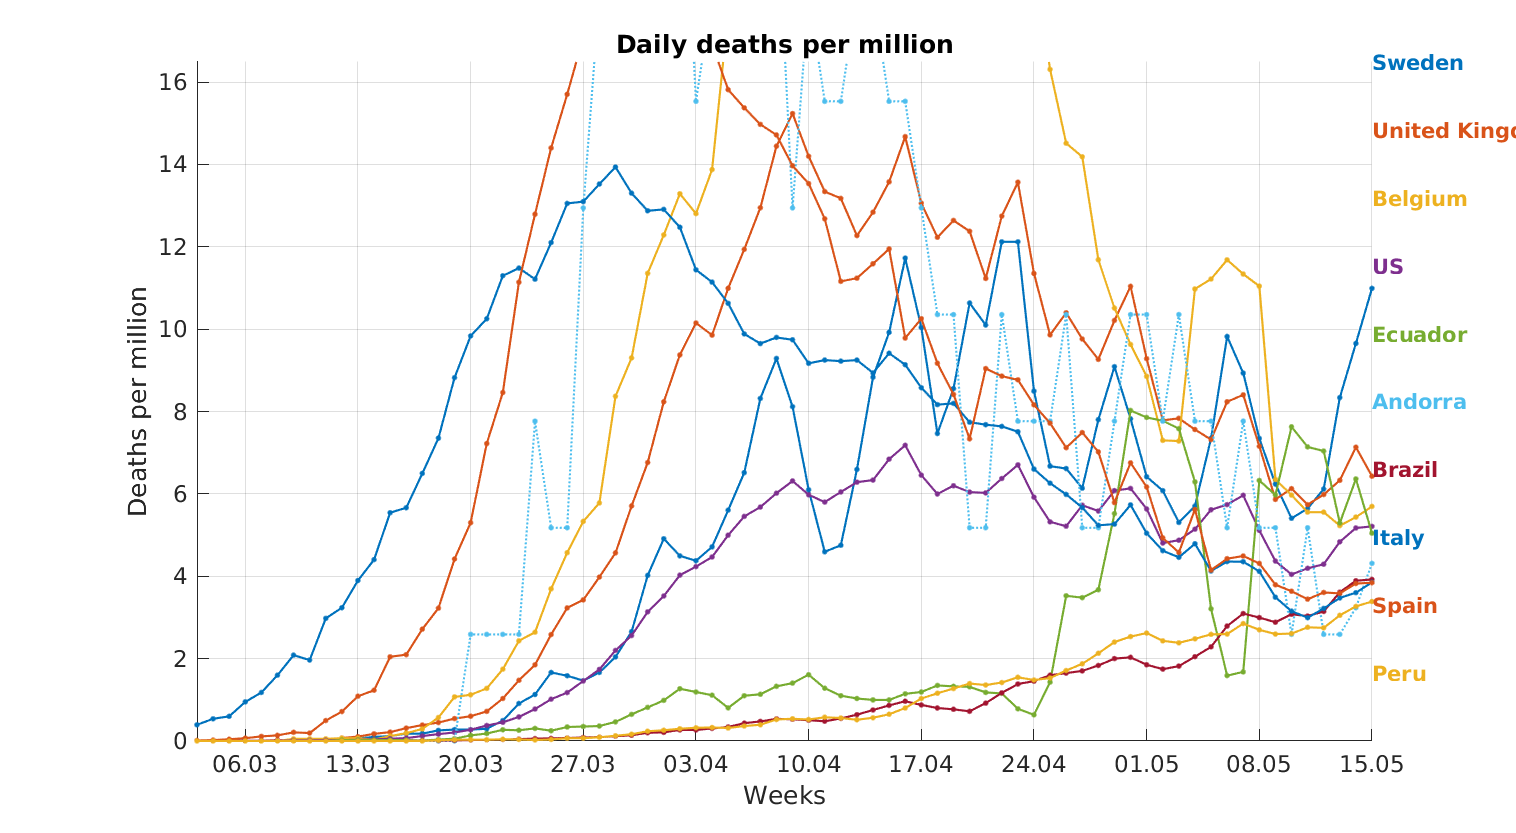 Daily deaths per million
Deaths per million
16
14
12
10
8
6
4
2
0
06.03
13.03
20.03
27.03
03.04
10.04
17.04
24.04
01.05
08.05
15.05
Weeks
Sweden
United Kingd
Belgium
US
Ecuador
Andorra
Brazil
Italy
Spain
Peru